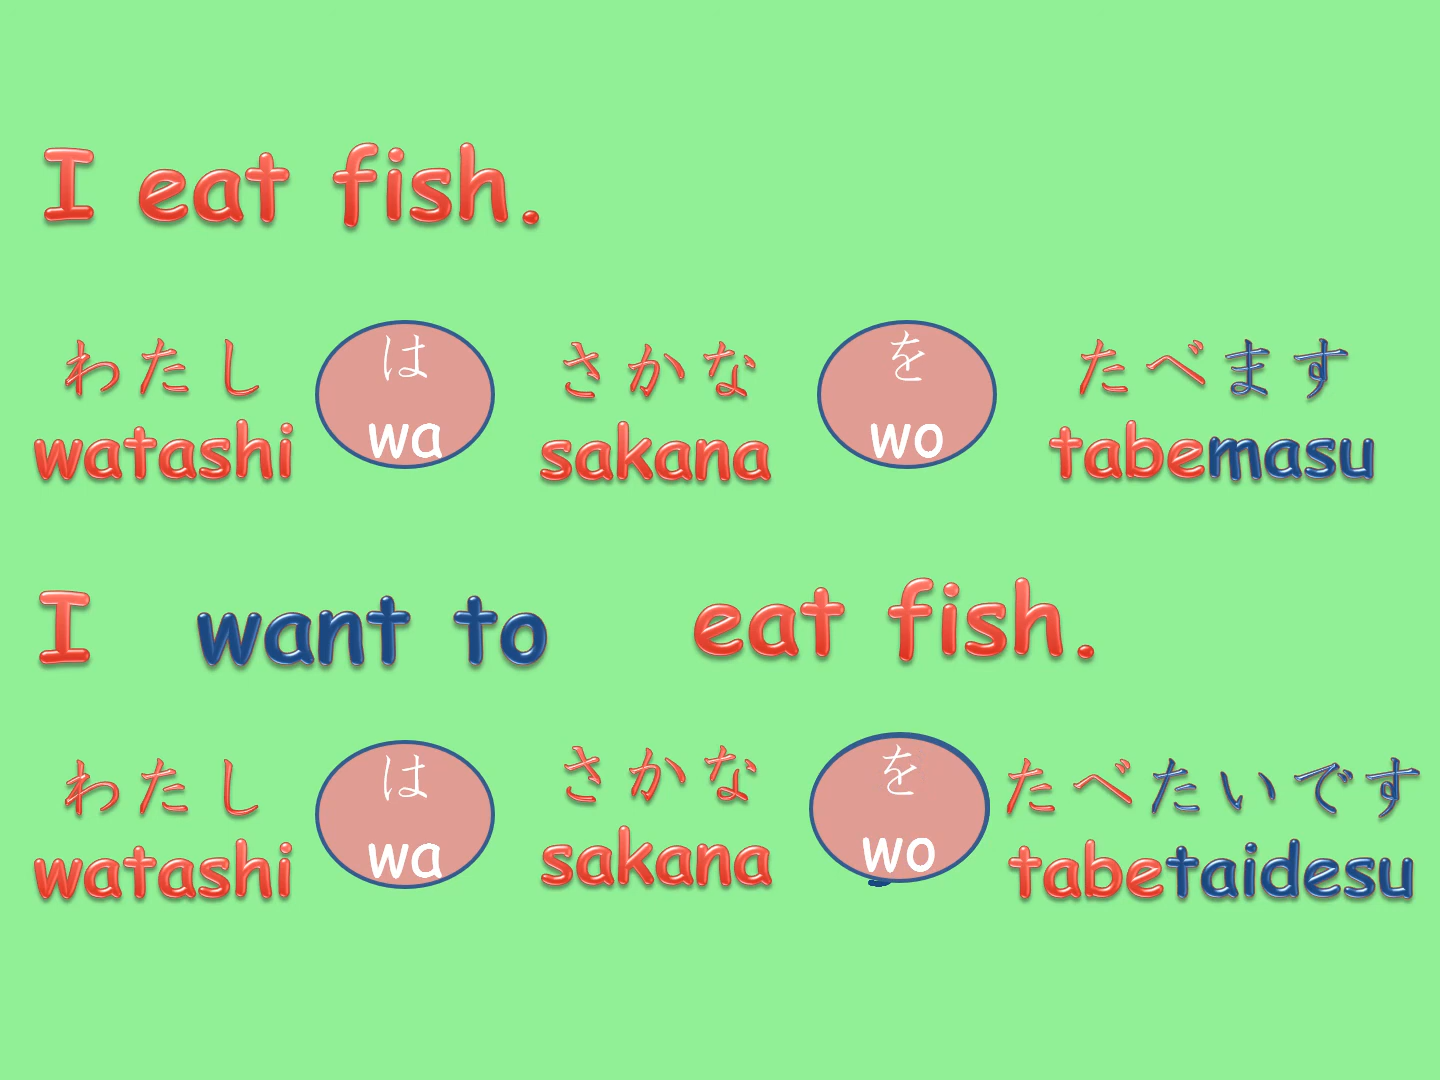 I eat fish.
わたし は さかな を たべます
watashi wa sakana wo tabemasu
I want to eat fish.
わたし は さかな を たべたいです
watashi wa sakana wo tabetaidesu